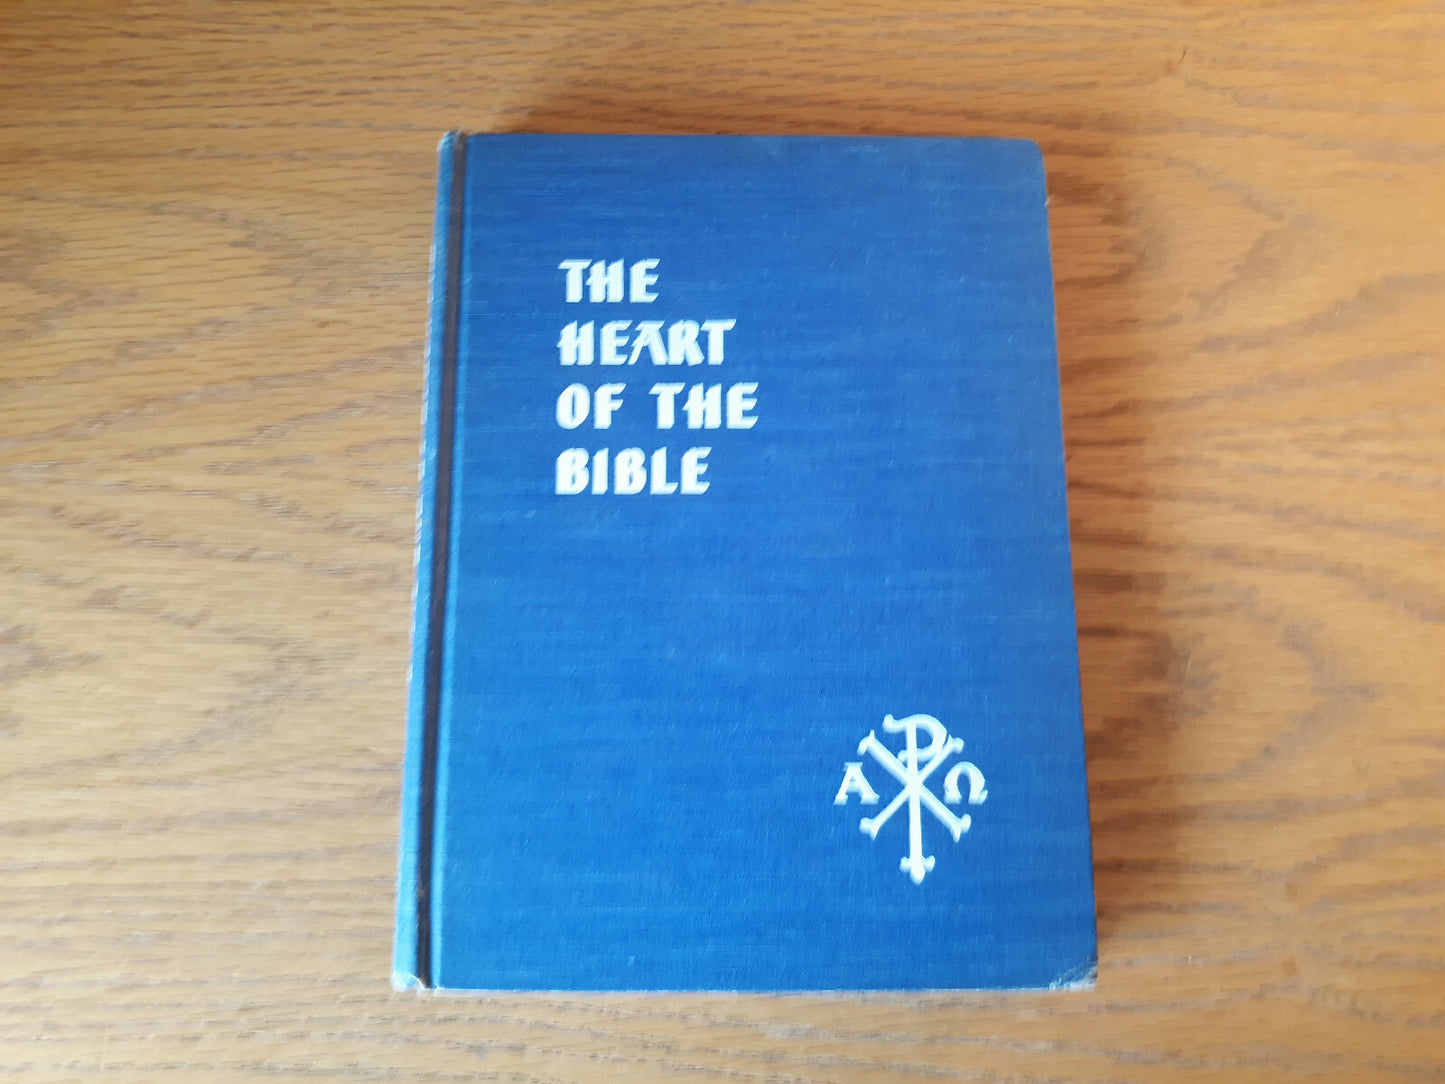 THE
HEART
OF THE
BIBLE
Α ☧ Ω